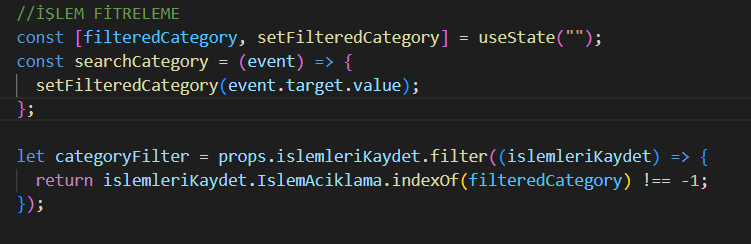 //İŞLEM FİTRELEME
const [filteredCategory, setFilteredCategory] = useState("");
const searchCategory = (event) => {
  setFilteredCategory(event.target.value);
};

let categoryFilter = props.islemleriKaydet.filter((islemleriKaydet) => {
  return islemleriKaydet.IslemAciklama.indexOf(filteredCategory) !== -1;
});